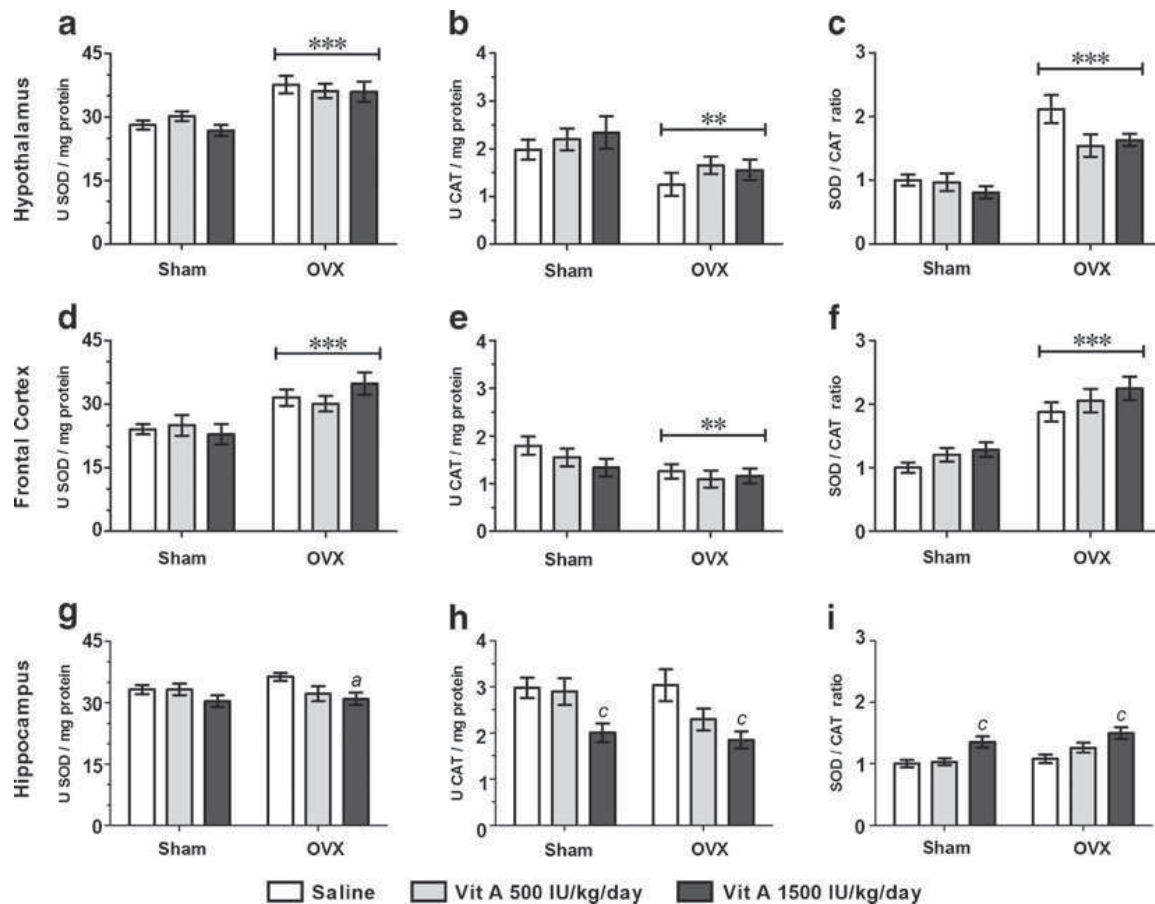 a
b
c
Hypothalamus
U SOD / mg protein
45
30
15
0
***
Sham
OVX
U CAT / mg protein
4
3
2
1
0
**
Sham
OVX
SOD / CAT ratio
3
2
1
0
***
Sham
OVX
d
e
f
Frontal Cortex
U SOD / mg protein
45
30
15
0
***
Sham
OVX
U CAT / mg protein
4
3
2
1
0
**
Sham
OVX
SOD / CAT ratio
3
2
1
0
***
Sham
OVX
g
h
i
Hippocampus
U SOD / mg protein
45
30
15
0
a
Sham
OVX
U CAT / mg protein
4
3
2
1
0
c
c
Sham
OVX
SOD / CAT ratio
3
2
1
0
c
c
Sham
OVX
Saline
Vit A 500 IU/kg/day
Vit A 1500 IU/kg/day